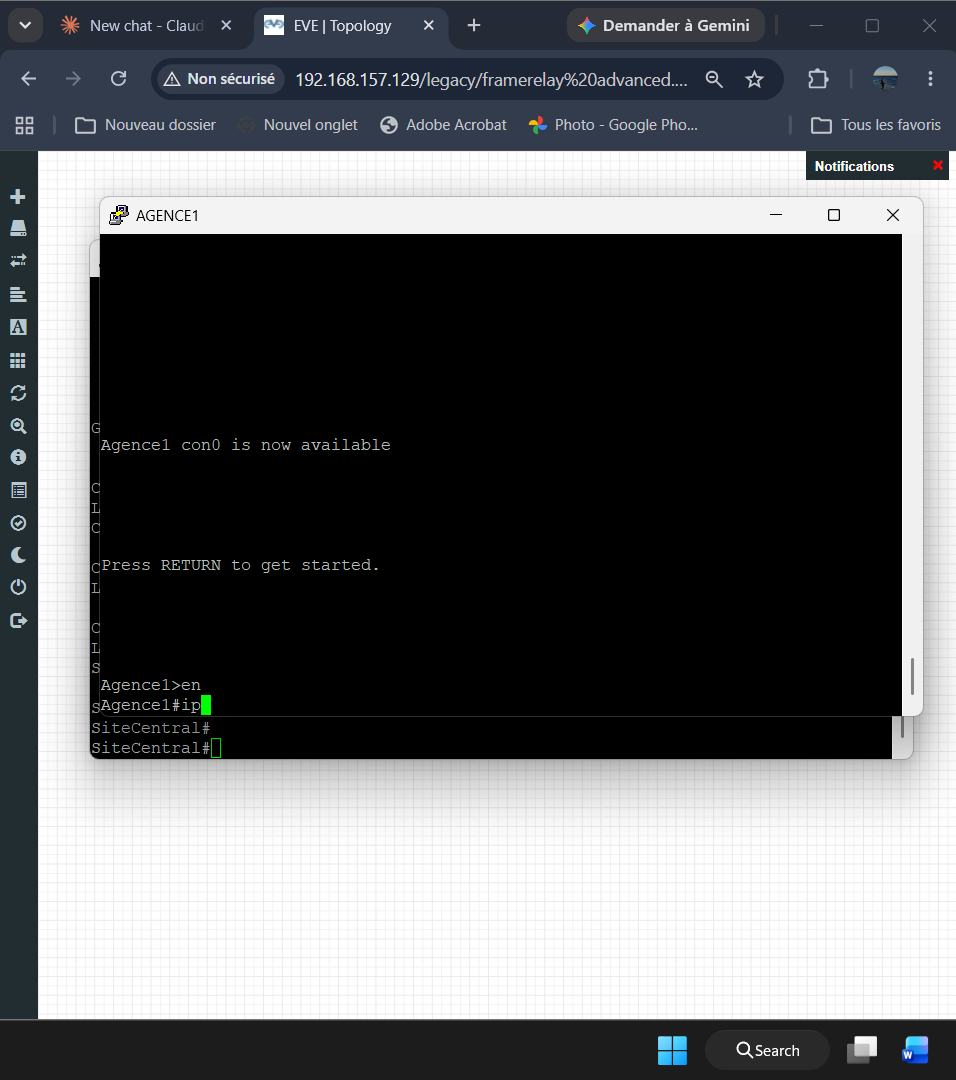 New chat - Claud
EVE | Topology
Demander à Gemini
Non sécurisé
192.168.157.129/legacy/framerelay%20advanced....
Nouveau dossier
Nouvel onglet
Adobe Acrobat
Photo - Google Pho...
Tous les favoris
Notifications
AGENCE1
G
Agence1 con0 is now available
C
L
C
Press RETURN to get started.
C
L
C
L
S
Agence1>en
S
Agence1#ip
SiteCentral#
SiteCentral#
Search